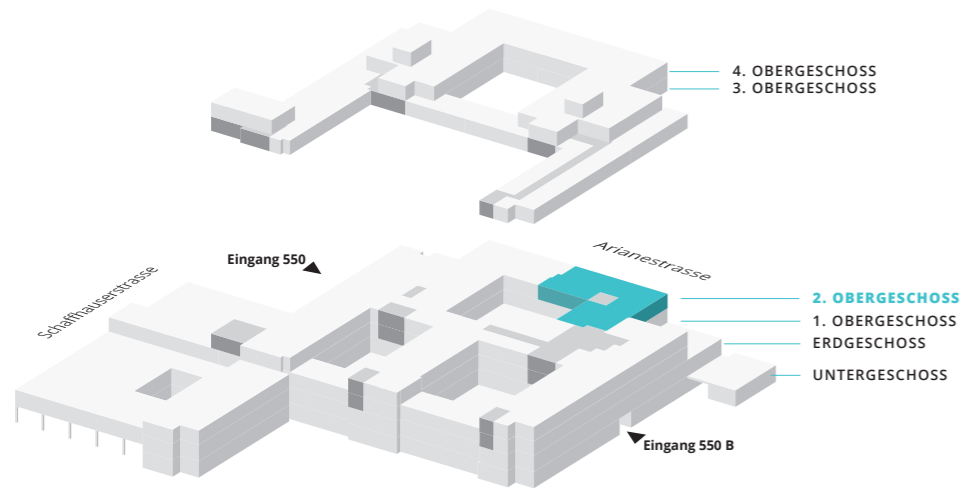 4. OBERGESCHOSS
3. OBERGESCHOSS
Arianestrasse
Eingang 550
Schaffhauserstrasse
2. OBERGESCHOSS
1. OBERGESCHOSS
ERDGESCHOSS
UNTERGESCHOSS
Eingang 550 B